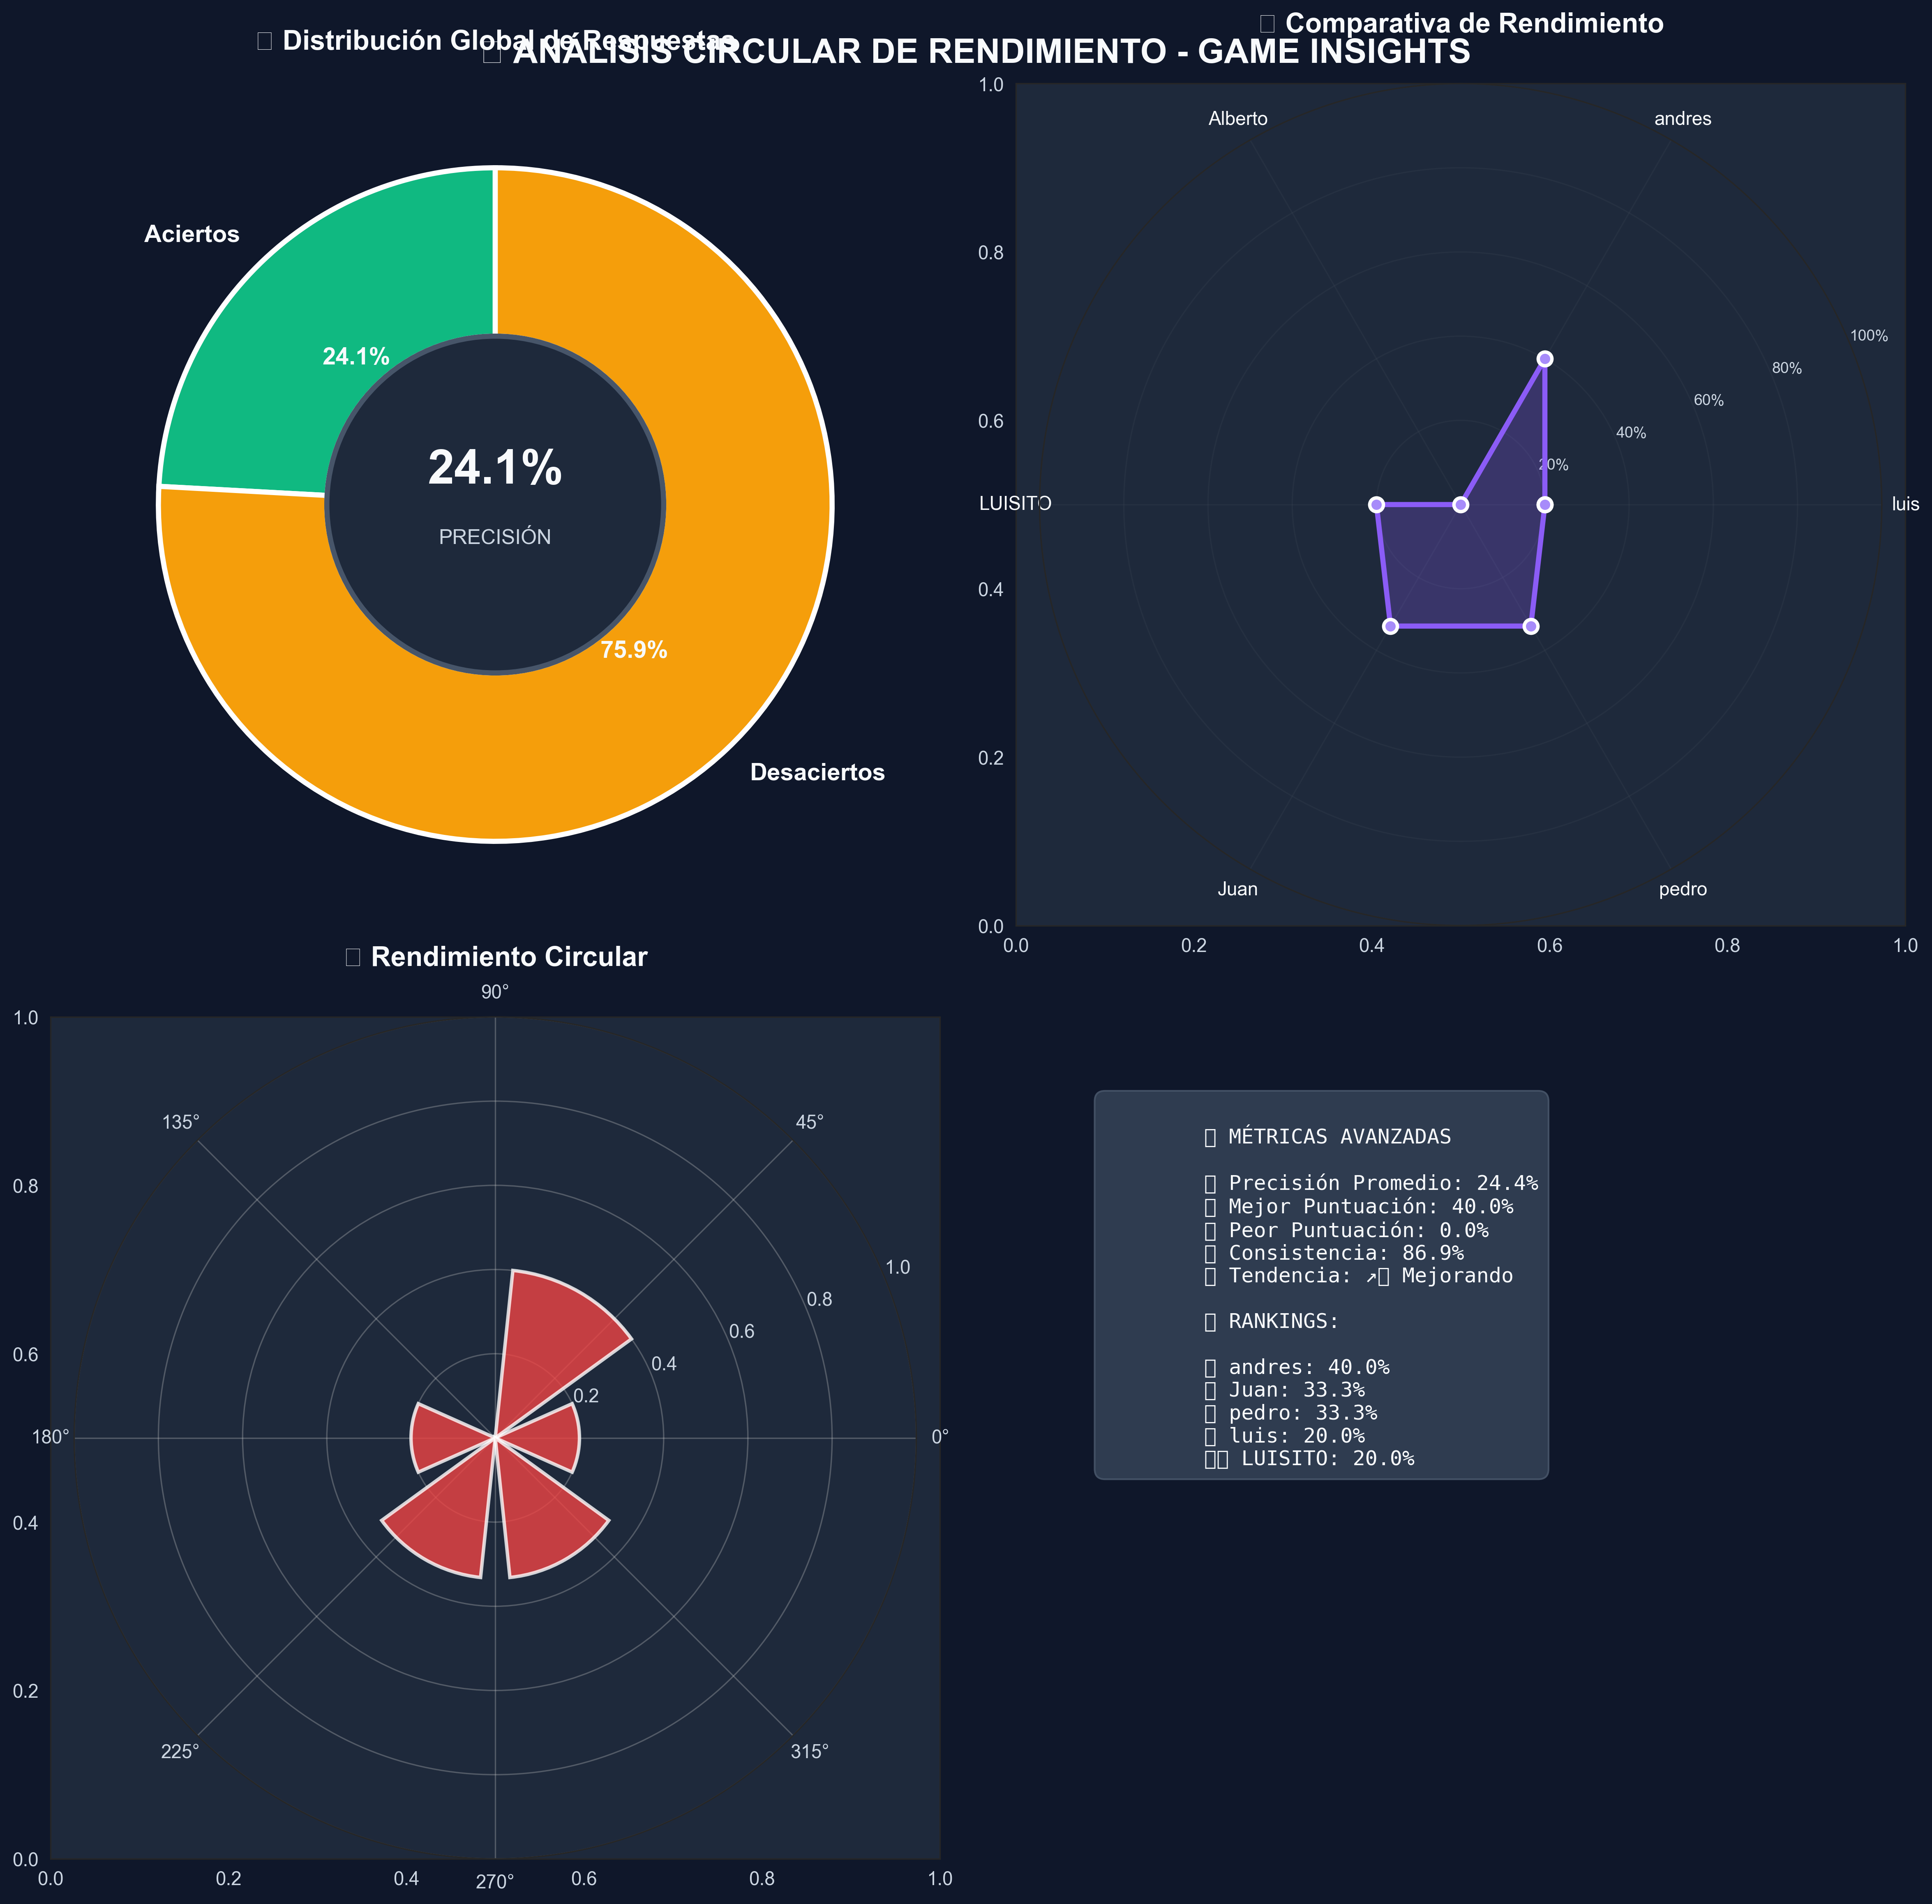 ▯ ANÁLISIS CIRCULAR DE RENDIMIENTO - GAME INSIGHTS
▯ Distribución Global de Respuestas
Aciertos
24.1%
24.1%
PRECISIÓN
75.9%
Desaciertos
▯ Comparativa de Rendimiento
1.0
0.8
0.6
0.4
0.2
0.0
0.0 0.2 0.4 0.6 0.8 1.0
Alberto
andres
LUISITO
luis
Juan
pedro
100%
80%
60%
40%
20%
▯ Rendimiento Circular
90°
135°
45°
180°
0°
225°
315°
270°
1.0
0.8
0.6
0.4
0.2
1.0
0.8
0.6
0.4
0.2
0.0
0.0 0.2 0.4 0.6 0.8 1.0
▯ MÉTRICAS AVANZADAS
▯ Precisión Promedio: 24.4%
▯ Mejor Puntuación: 40.0%
▯ Peor Puntuación: 0.0%
▯ Consistencia: 86.9%
▯ Tendencia: ↗▯ Mejorando
▯ RANKINGS:
▯ andres: 40.0%
▯ Juan: 33.3%
▯ pedro: 33.3%
▯ luis: 20.0%
▯▯ LUISITO: 20.0%